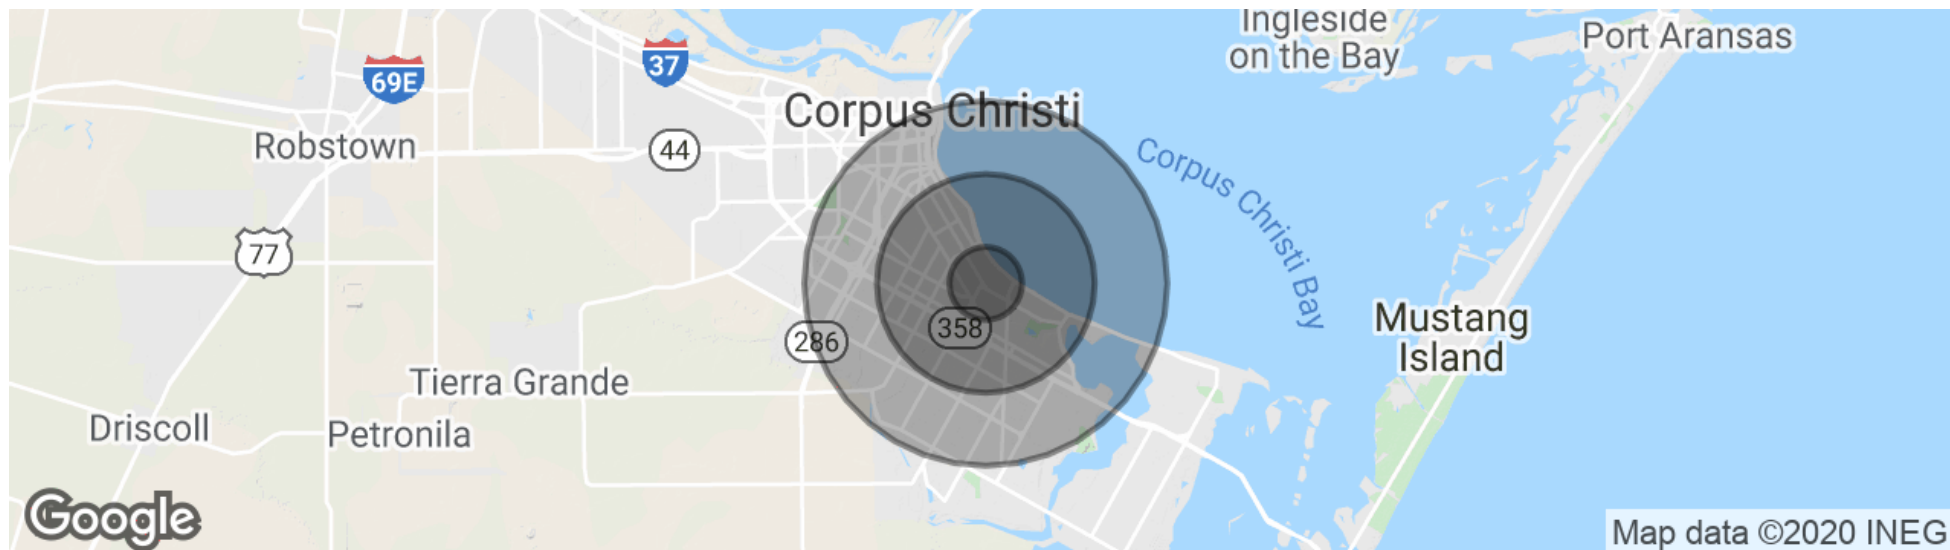 Ingleside
on the Bay
Port Aransas
37
69E
Corpus Christi
Robstown
44
Corpus Christi Bay
77
Mustang
Island
358
286
Tierra Grande
Driscoll
Petronila
Google
Map data ©2020 INEG